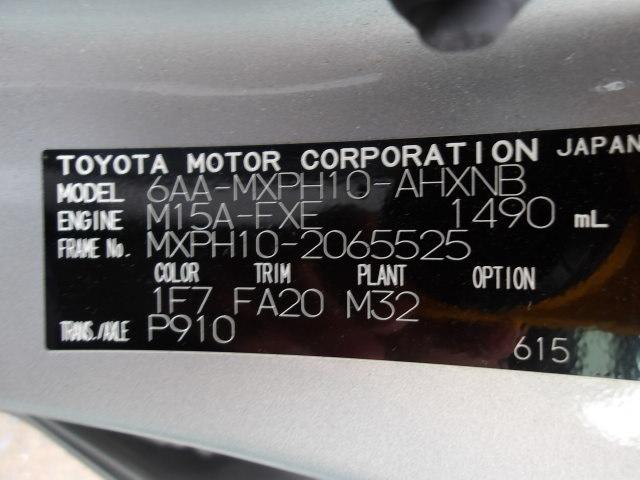 TOYOTA MOTOR CORPORATION JAPAN
MODEL 6AA-MXPH10-AHXNB
ENGINE M15A-FXE 1490 mL
FRAME No. MXPH10-2065525
COLOR TRIM PLANT OPTION
1F7 FA20 M32
TRANS./AXLE P910
615